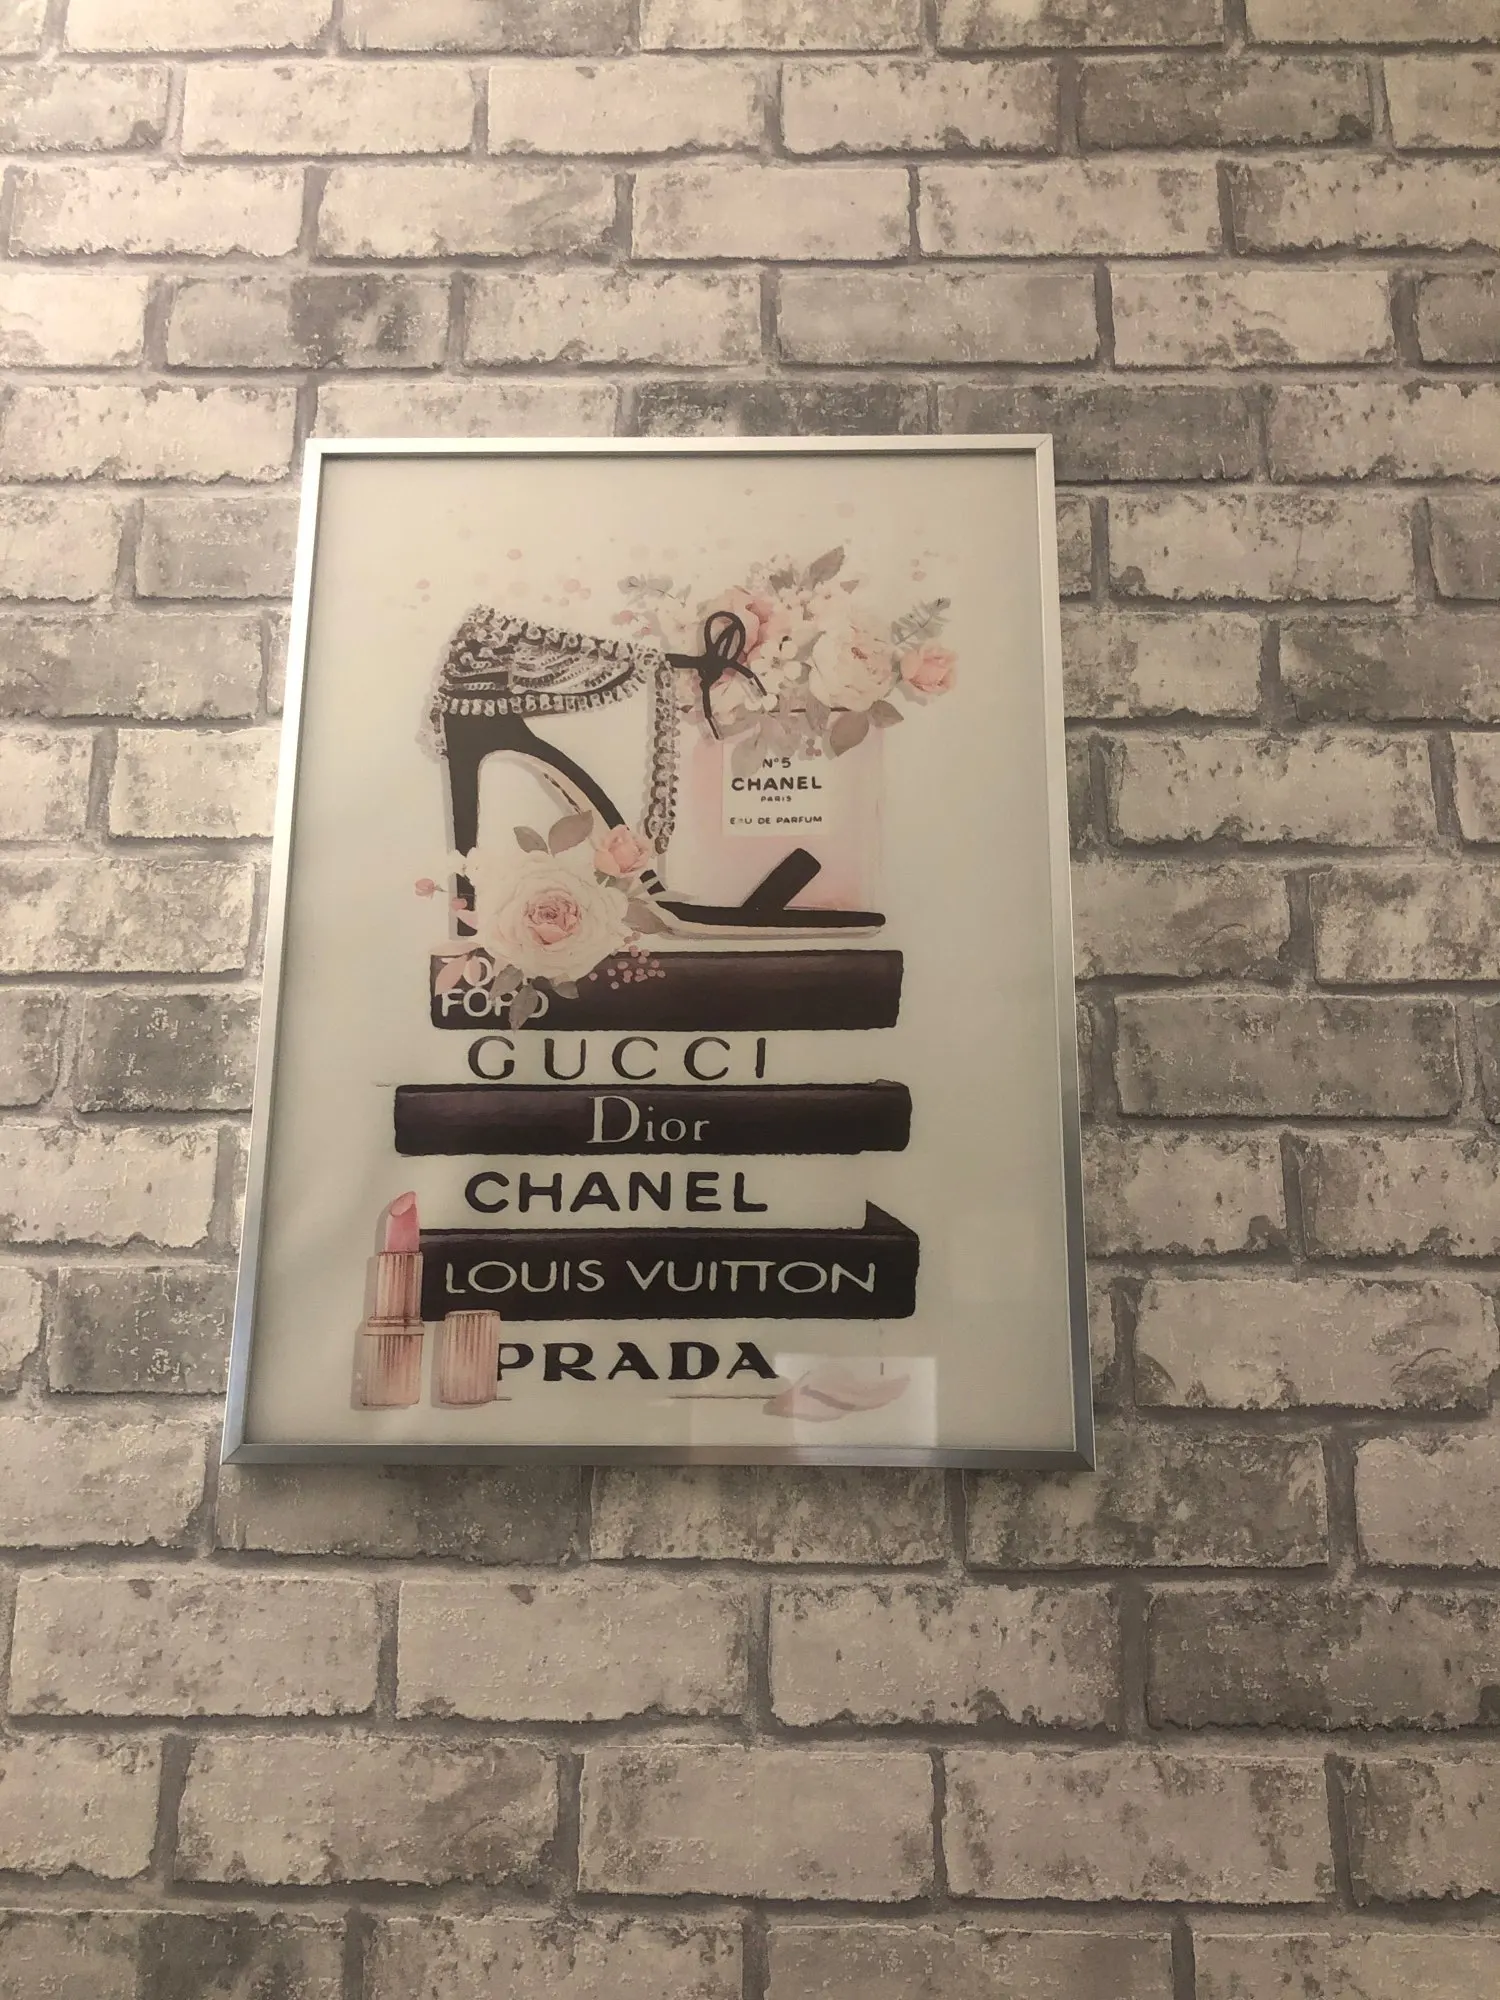 N°5
CHANEL
PARIS
EAU DE PARFUM
FORD
GUCCI
Dior
CHANEL
LOUIS VUITTON
PRADA